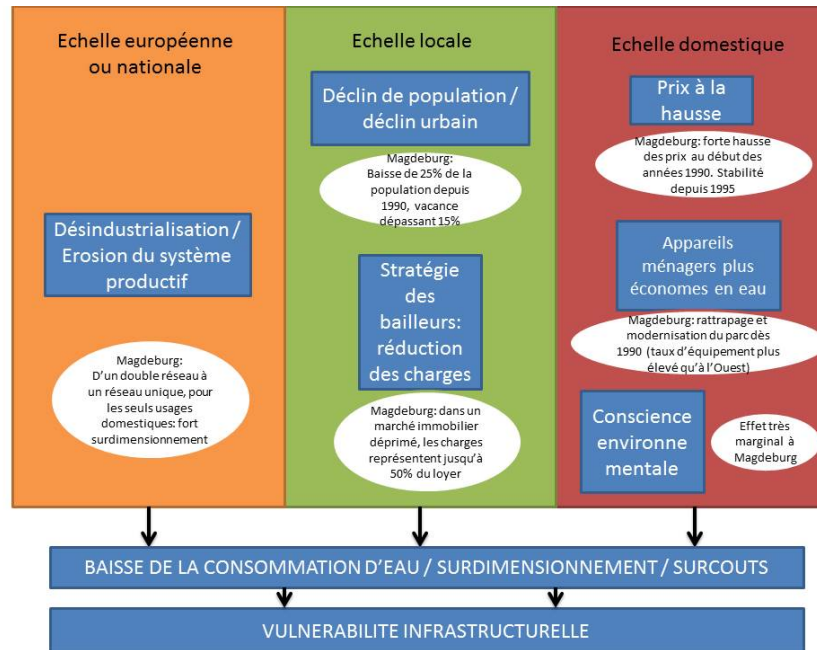 Echelle européenne
ou nationale
Désindustrialisation /
Erosion du système
productif
Magdeburg:
D'un double réseau à
un réseau unique, pour
les seuls usages
domestiques: fort
surdimensionnement
Echelle locale
Déclin de population /
déclin urbain
Magdeburg:
Baisse de 25% de la
population depuis
1990, vacance
dépassant 15%
Stratégie
des
bailleurs:
réduction
des charges
Magdeburg: dans un
marché immobilier
déprimé, les charges
représentent jusqu'à
50% du loyer
Echelle domestique
Prix à la
hausse
Magdeburg: forte hausse
des prix au début des
années 1990. Stabilité
depuis 1995
Appareils
ménagers plus
économes en eau
Magdeburg: rattrapage et
modernisation du parc dès
1990 (taux d'équipement plus
élevé qu'à l'Ouest)
Conscience
environne
mentale
Effet très
marginal à
Magdeburg
BAISSE DE LA CONSOMMATION D'EAU / SURDIMENSIONNEMENT / SURCOUTS
VULNERABILITE INFRASTRUCTURELLE